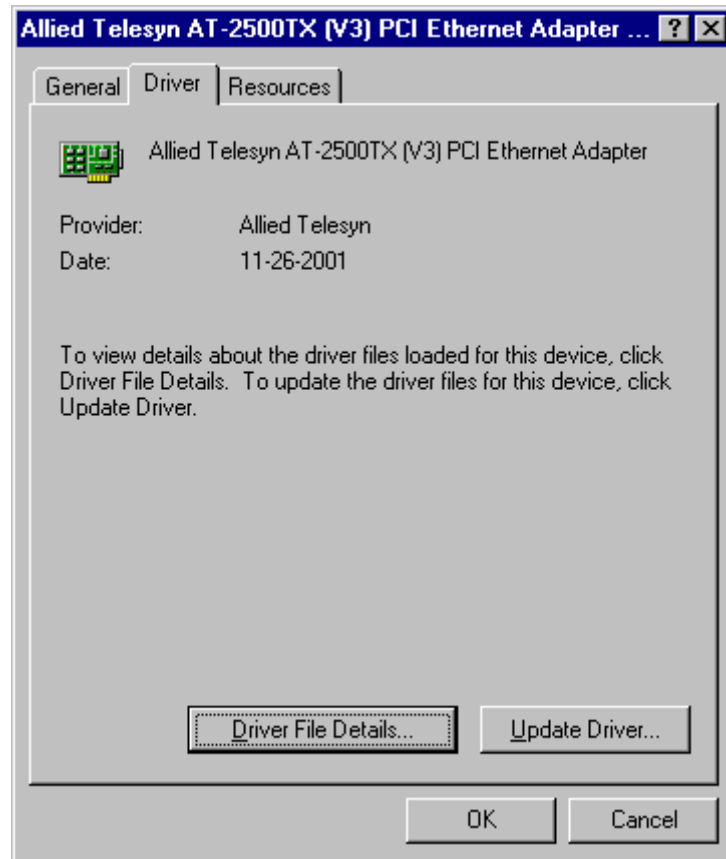 Allied Telesyn AT-2500TX (V3) PCI Ethernet Adapter ... ? X
General Driver Resources
Allied Telesyn AT-2500TX (V3) PCI Ethernet Adapter
Provider: Allied Telesyn
Date: 11-26-2001
To view details about the driver files loaded for this device, click
Driver File Details. To update the driver files for this device, click
Update Driver.
Driver File Details... Update Driver...
OK Cancel